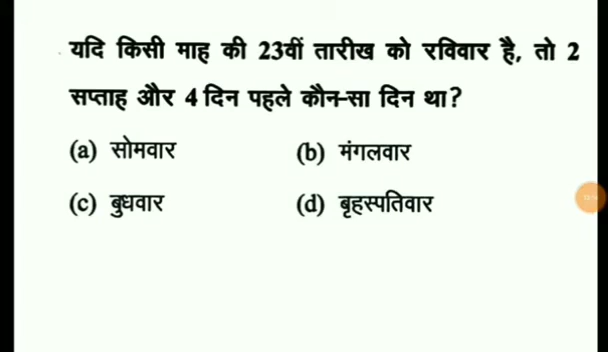 यदि किसी माह की 23वीं तारीख को रविवार है, तो 2
सप्ताह और 4 दिन पहले कौन-सा दिन था?
(a) सोमवार (b) मंगलवार
(c) बुधवार (d) बृहस्पतिवार